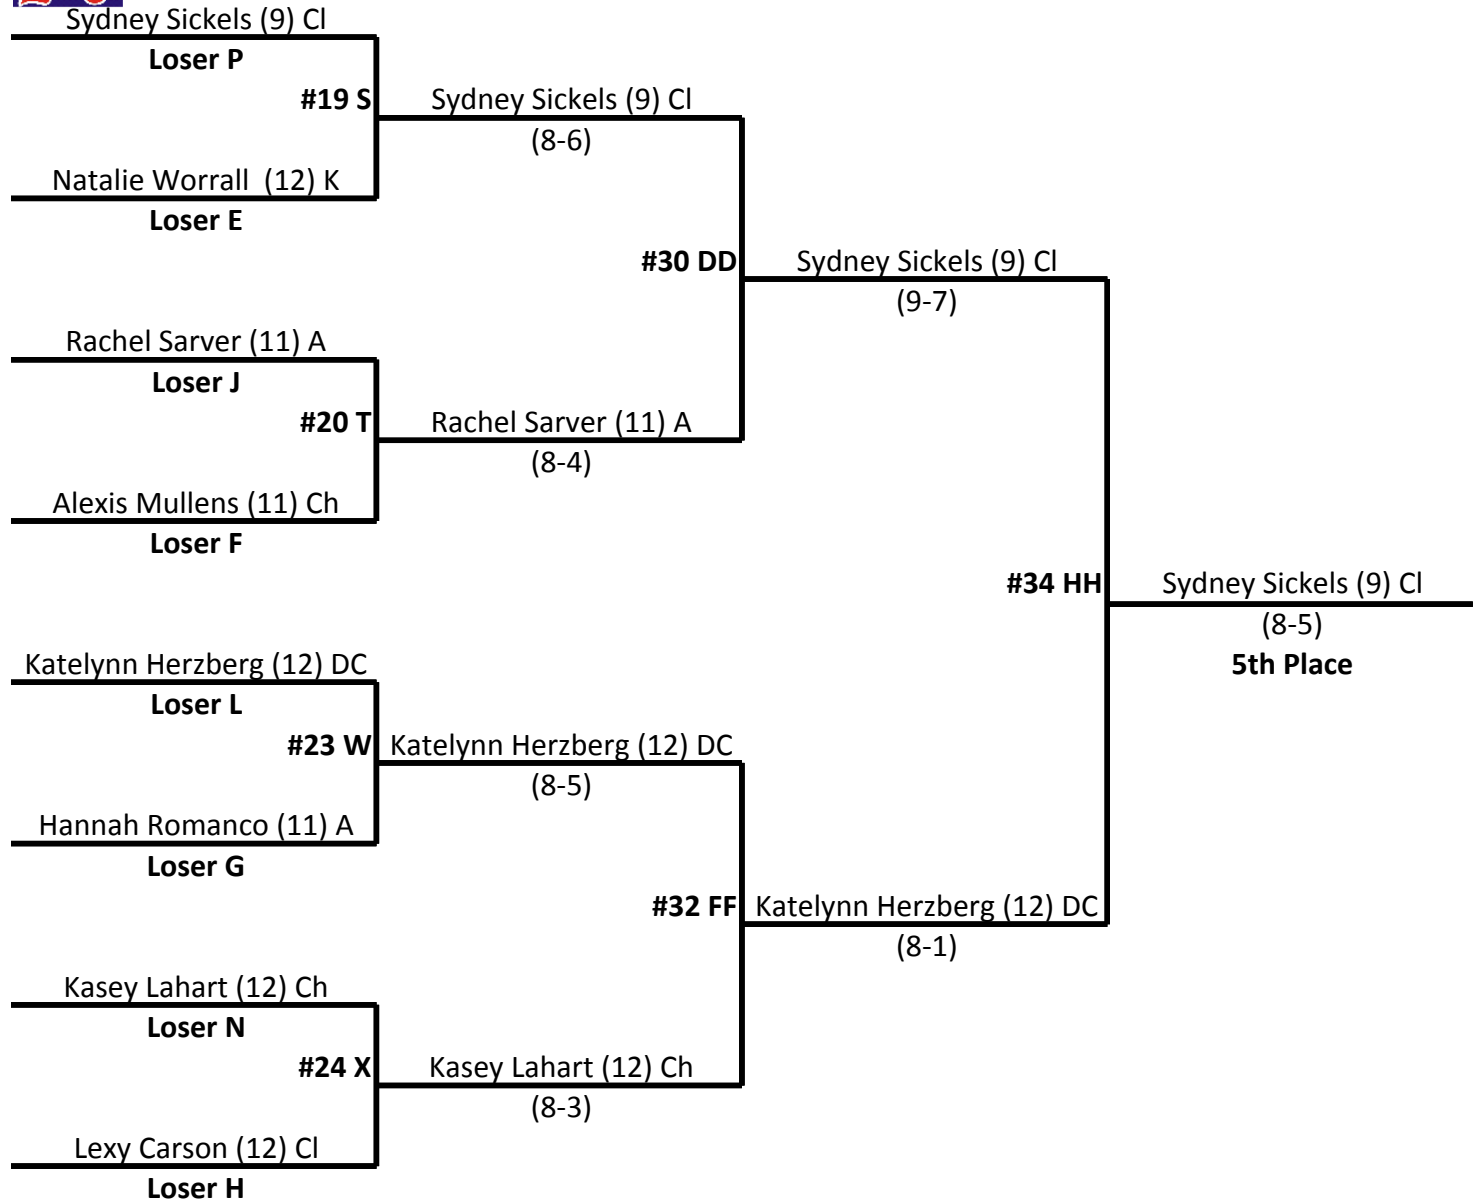 Sydney Sickels (9) Cl
Loser P
#19 S
Sydney Sickels (9) Cl
(8-6)
Natalie Worrall  (12) K
Loser E
#30 DD
Sydney Sickels (9) Cl
(9-7)
Rachel Sarver (11) A
Loser J
#20 T
Rachel Sarver (11) A
(8-4)
Alexis Mullens (11) Ch
Loser F
#34 HH
Sydney Sickels (9) Cl
(8-5)
5th Place
Katelynn Herzberg (12) DC
Loser L
#23 W
Katelynn Herzberg (12) DC
(8-5)
Hannah Romanco (11) A
Loser G
#32 FF
Katelynn Herzberg (12) DC
(8-1)
Kasey Lahart (12) Ch
Loser N
#24 X
Kasey Lahart (12) Ch
(8-3)
Lexy Carson (12) Cl
Loser H